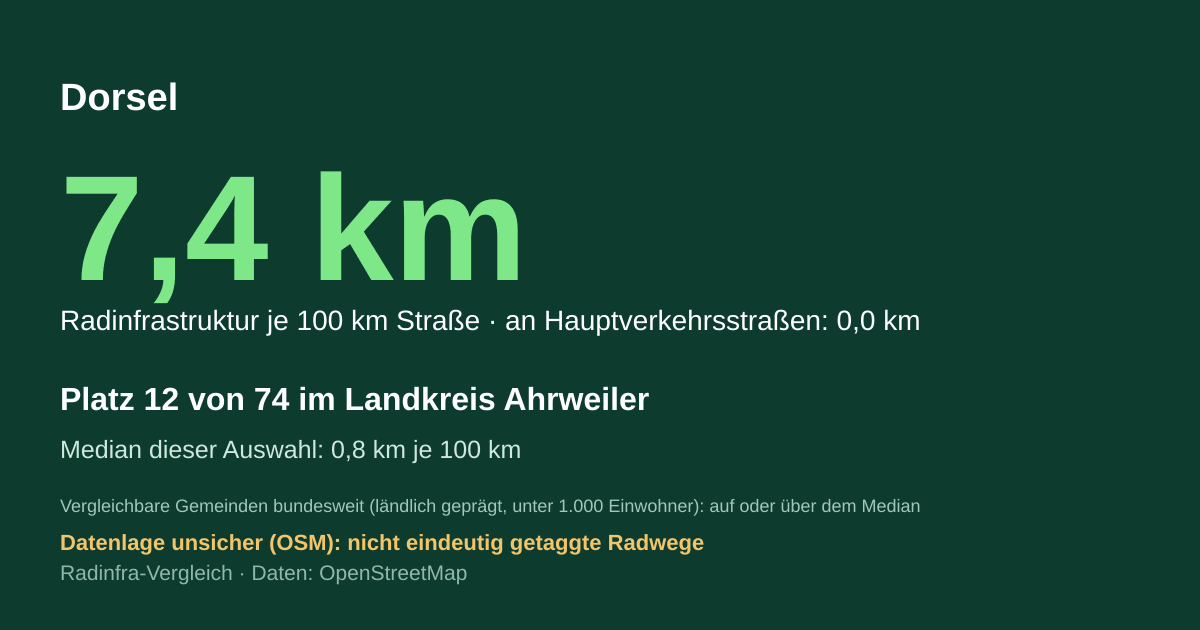 Dorsel
7,4 km
Radinfrastruktur je 100 km Straße · an Hauptverkehrsstraßen: 0,0 km
Platz 12 von 74 im Landkreis Ahrweiler
Median dieser Auswahl: 0,8 km je 100 km
Vergleichbare Gemeinden bundesweit (ländlich geprägt, unter 1.000 Einwohner): auf oder über dem Median
Datenlage unsicher (OSM): nicht eindeutig getaggte Radwege
Radinfra-Vergleich · Daten: OpenStreetMap